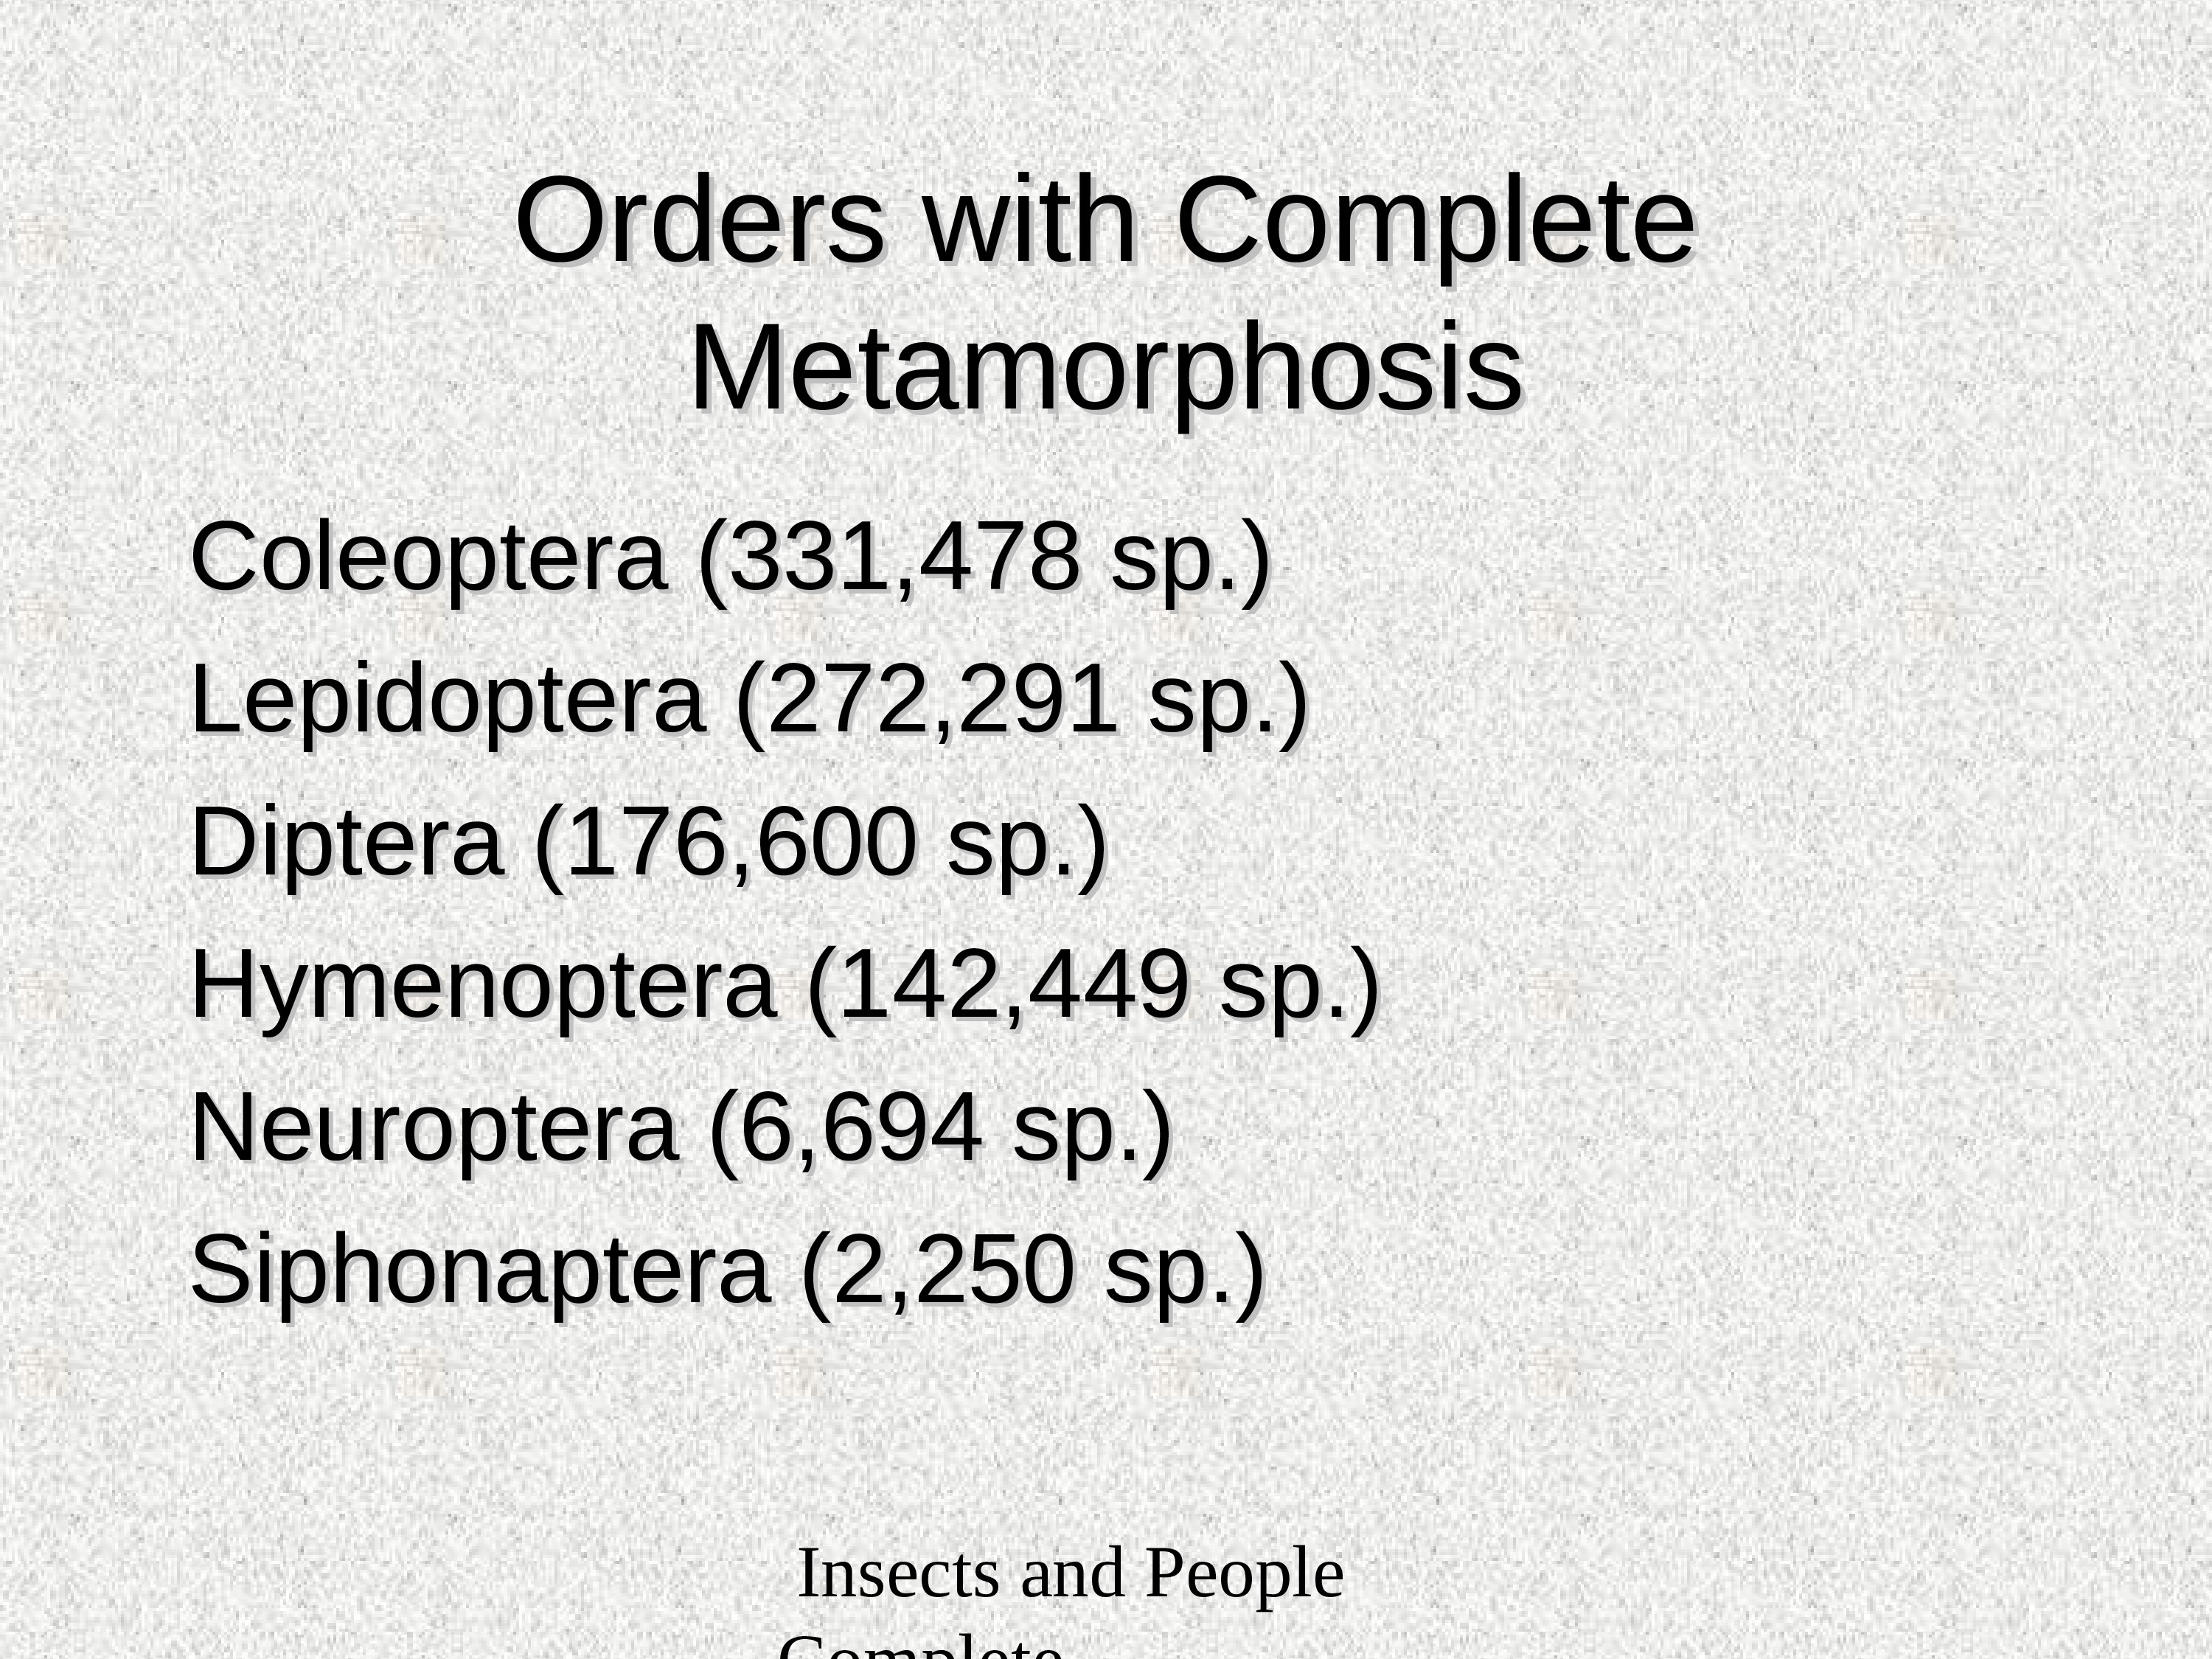 Orders with Complete
Metamorphosis
Coleoptera (331,478 sp.)
Lepidoptera (272,291 sp.)
Diptera (176,600 sp.)
Hymenoptera (142,449 sp.)
Neuroptera (6,694 sp.)
Siphonaptera (2,250 sp.)
Insects and People
Complete